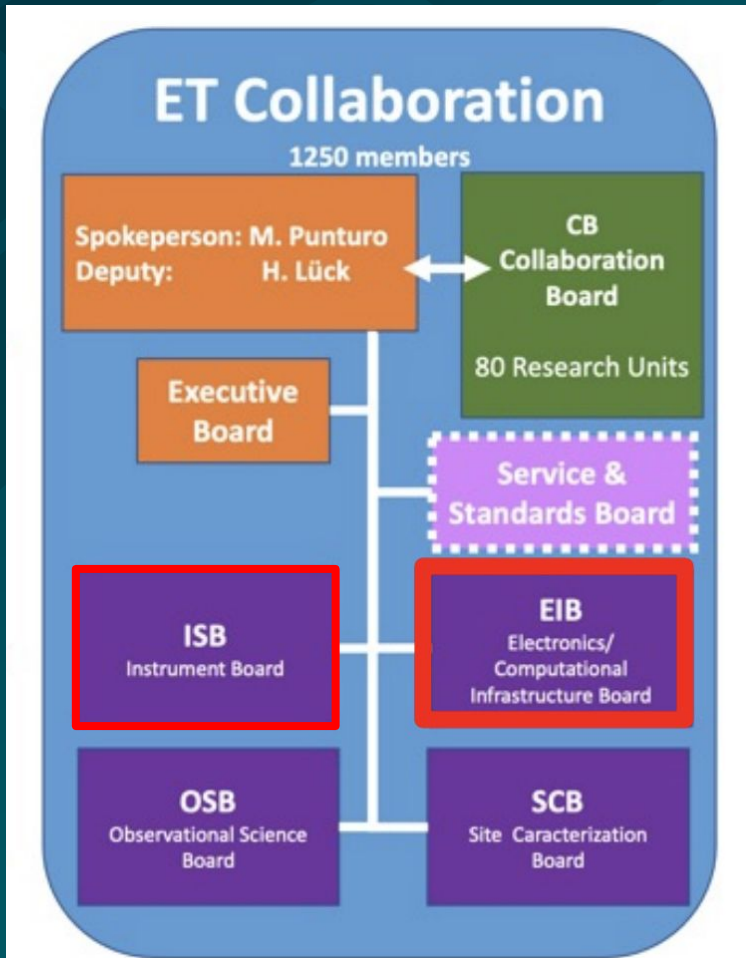 ET Collaboration
1250 members
Spokeperson: M. Punturo
Deputy: H. Lück
CB
Collaboration
Board
80 Research Units
Executive
Board
Service &
Standards Board
ISB
Instrument Board
EIB
Electronics/
Computational
Infrastructure Board
OSB
Observational Science
Board
SCB
Site Caracterization
Board